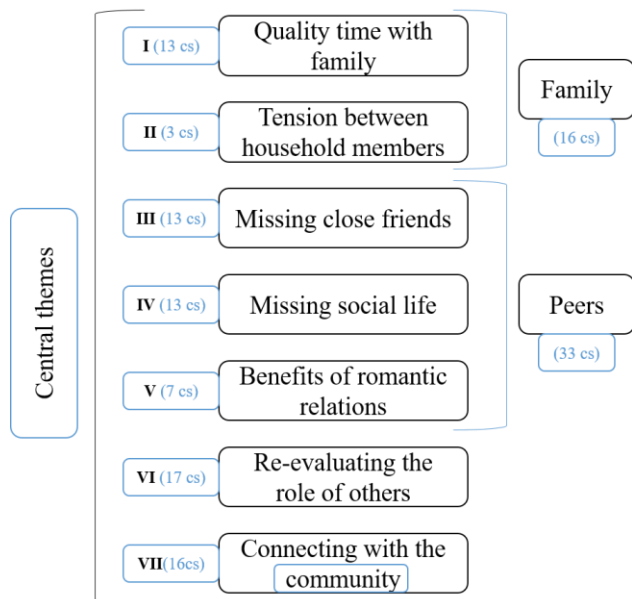 Central themes
I (13 cs)
Quality time with
family
II (3 cs)
Tension between
household members
Family
(16 cs)
III (13 cs)
Missing close friends
IV (13 cs)
Missing social life
V (7 cs)
Benefits of romantic
relations
Peers
(33 cs)
VI (17 cs)
Re-evaluating the
role of others
VII(16cs)
Connecting with the
community